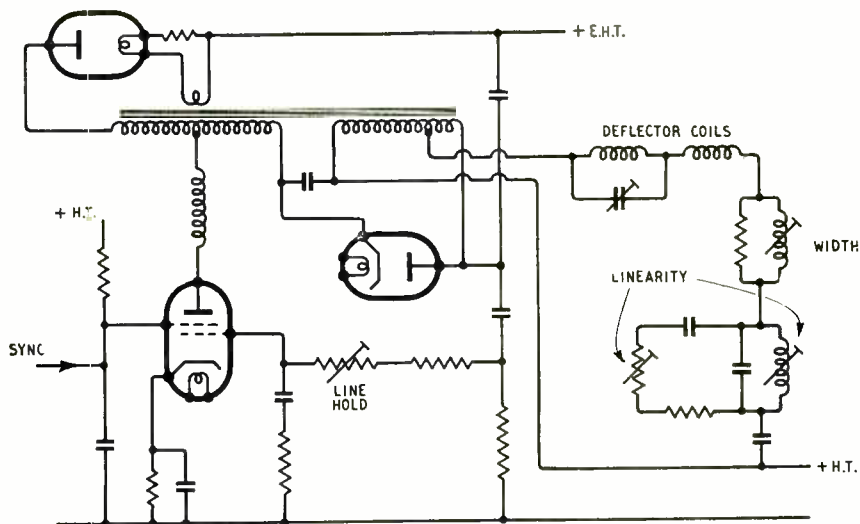 + E.H.T.
DEFLECTOR COILS
+ H.T.
WIDTH
LINEARITY
SYNC
LINE
HOLD
+ H.T.